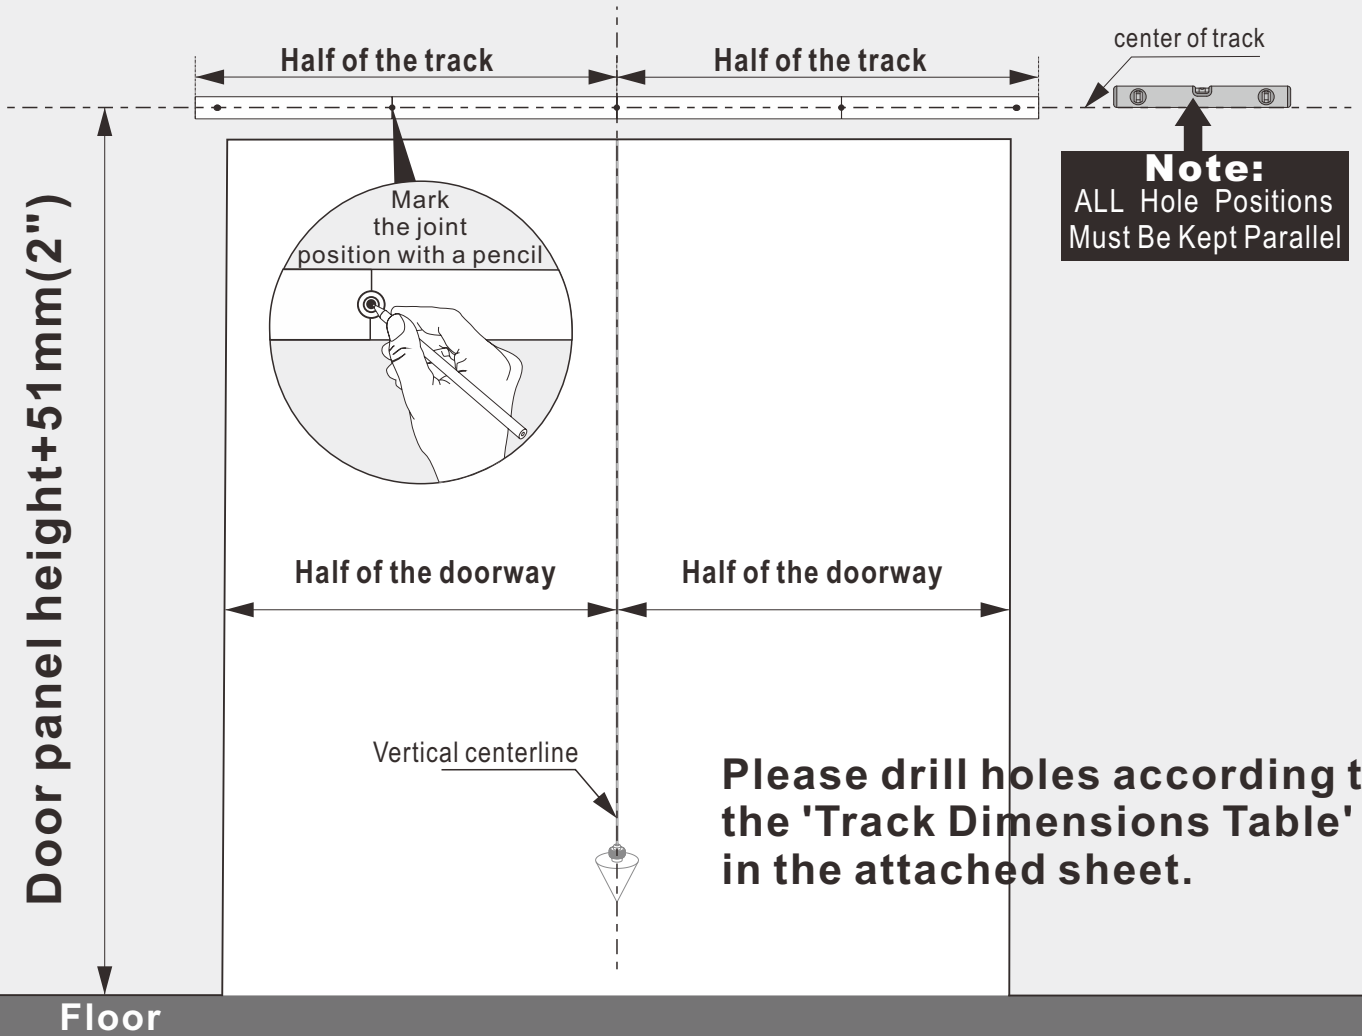 center of track
Half of the track
Half of the track
Note:
ALL Hole Positions
Must Be Kept Parallel
Mark
the joint
position with a pencil
Door panel height+51mm(2")
Half of the doorway
Half of the doorway
Vertical centerline
Please drill holes according t
the 'Track Dimensions Table'
in the attached sheet.
Floor